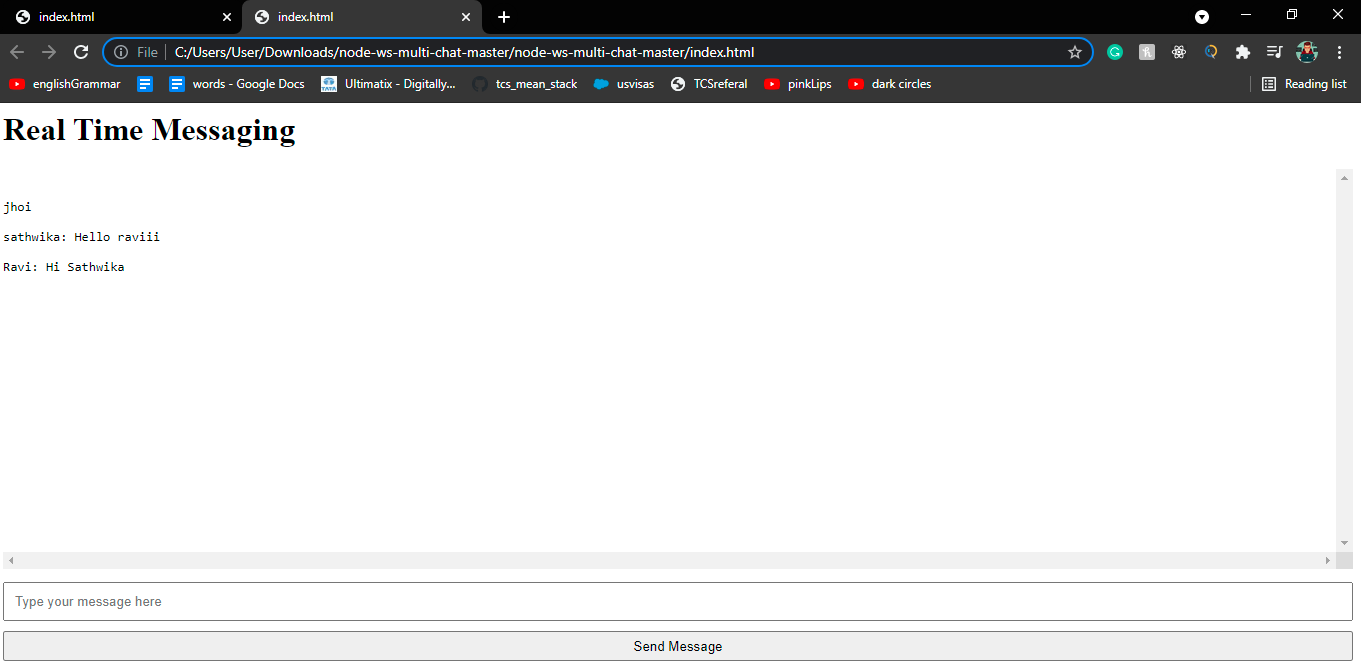 index.html
index.html
File
C:/Users/User/Downloads/node-ws-multi-chat-master/node-ws-multi-chat-master/index.html
englishGrammar
words - Google Docs
Ultimatix - Digitally...
tcs_mean_stack
usvisas
TCSreferal
pinkLips
dark circles
Reading list
Real Time Messaging
jhoi
sathwika: Hello raviii
Ravi: Hi Sathwika
Type your message here
Send Message